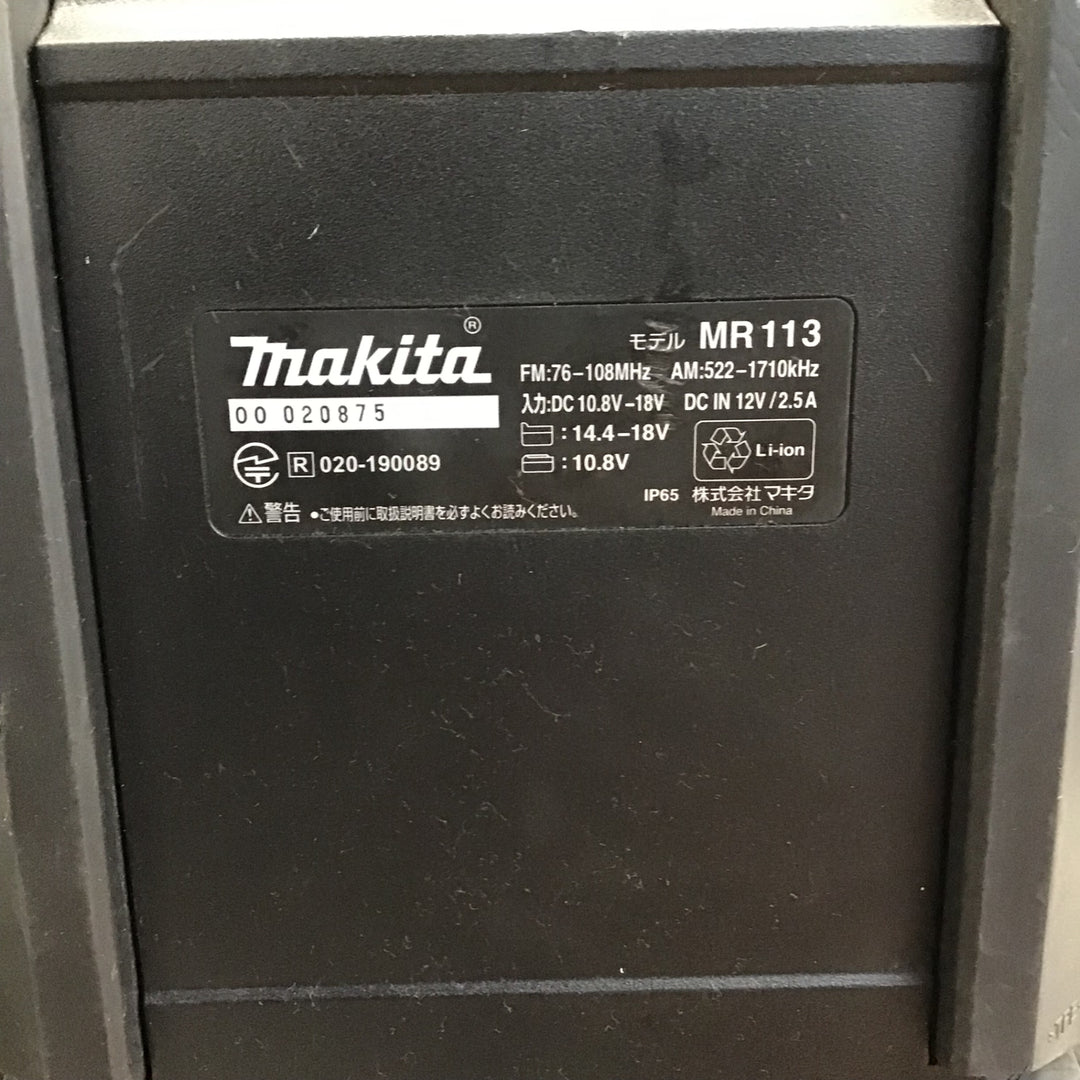 makita®
モデル MR113
FM:76-108MHz AM:522-1710kHz
入力:DC 10.8V-18V DC IN 12V/2.5A
: 14.4-18V
: 10.8V
Li-ion
00 020875
R 020-190089
IP65 株式会社マキタ
Made in China
⚠警告 ●ご使用前に取扱説明書を必ずよくお読みください。